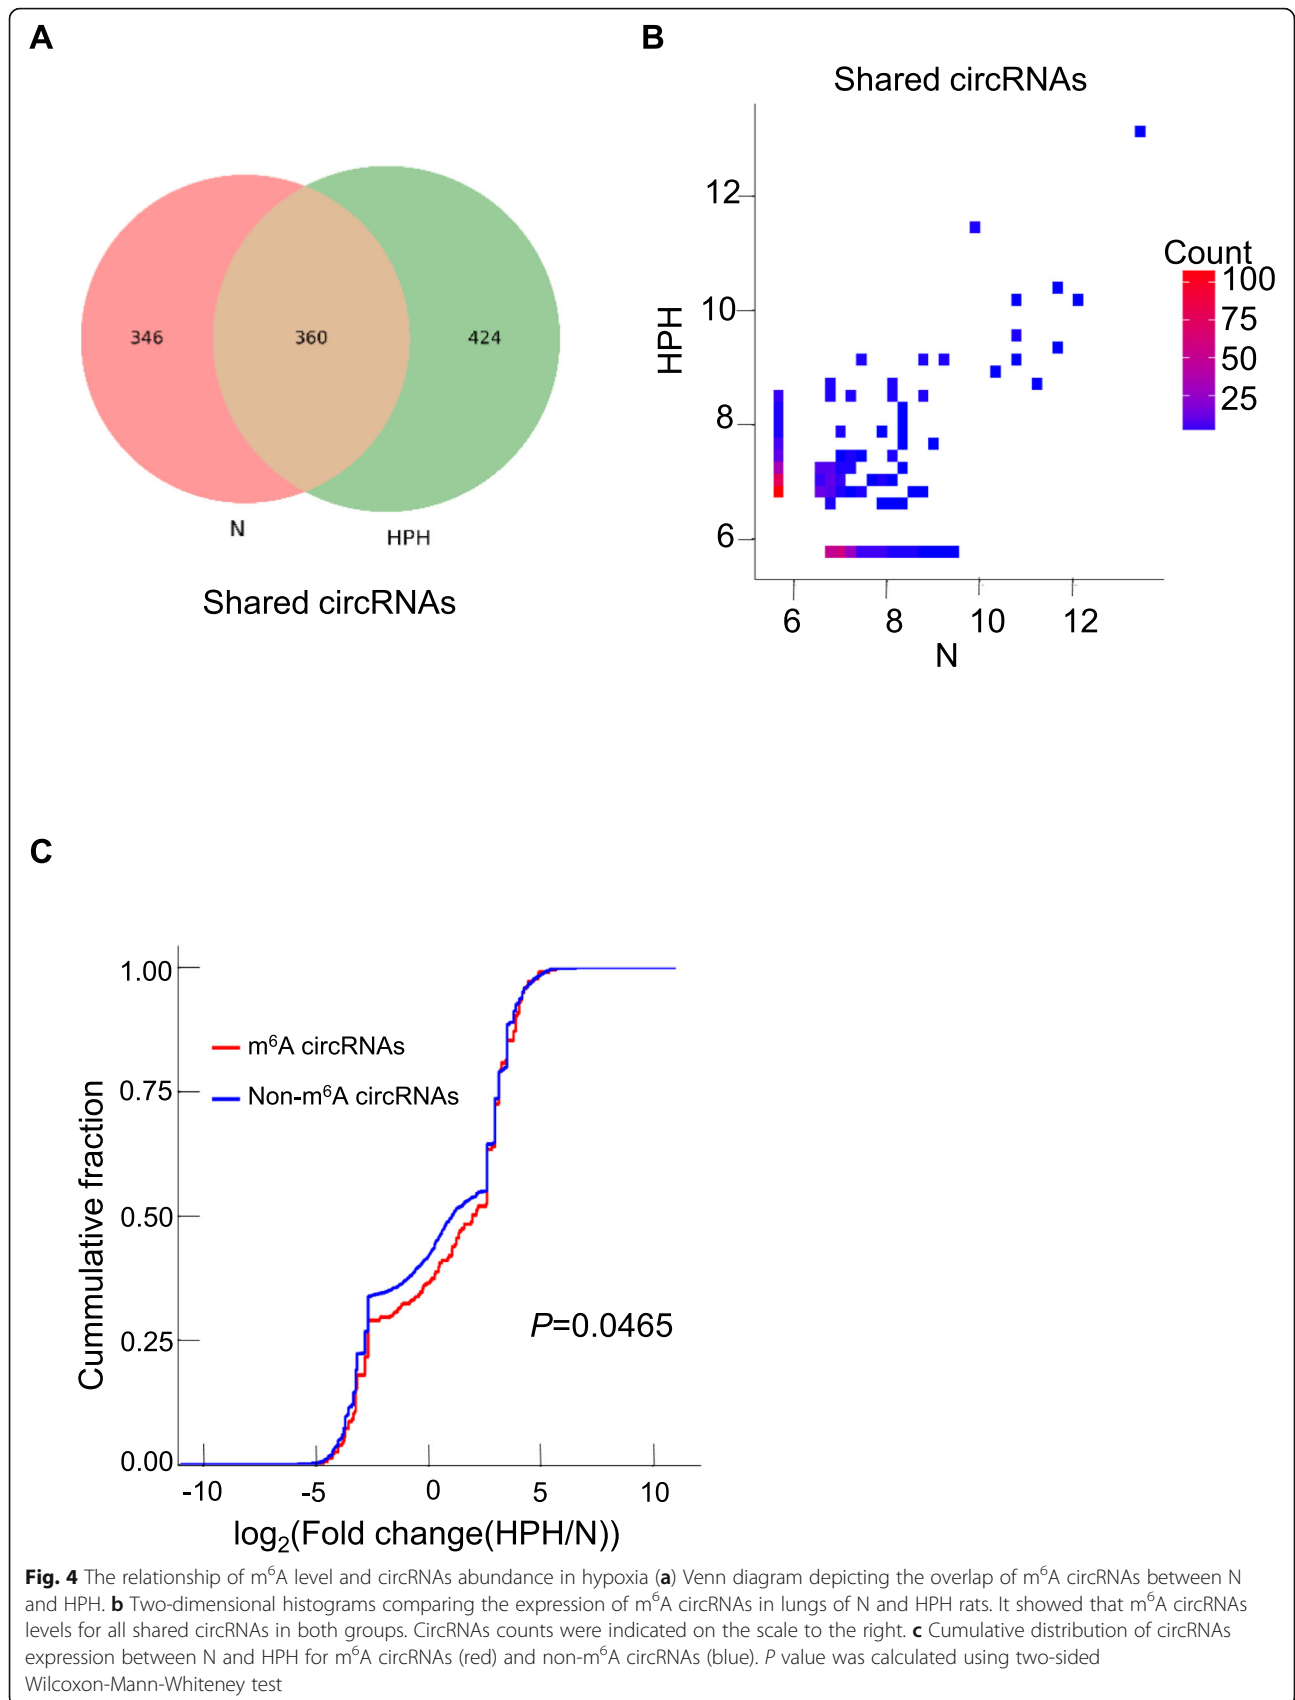 A
346
360
424
N
HPH
Shared circRNAs
B
Shared circRNAs
12
10
8
6
HPH
6
8
10
12
N
Count
100
75
50
25
C
1.00
0.75
0.50
0.25
0.00
Cummulative fraction
m⁶A circRNAs
Non-m⁶A circRNAs
P=0.0465
-10
-5
0
5
10
log₂(Fold change(HPH/N))
Fig. 4 The relationship of m⁶A level and circRNAs abundance in hypoxia (a) Venn diagram depicting the overlap of m⁶A circRNAs between N
and HPH. b Two-dimensional histograms comparing the expression of m⁶A circRNAs in lungs of N and HPH rats. It showed that m⁶A circRNAs
levels for all shared circRNAs in both groups. CircRNAs counts were indicated on the scale to the right. c Cumulative distribution of circRNAs
expression between N and HPH for m⁶A circRNAs (red) and non-m⁶A circRNAs (blue). P value was calculated using two-sided
Wilcoxon-Mann-Whiteney test